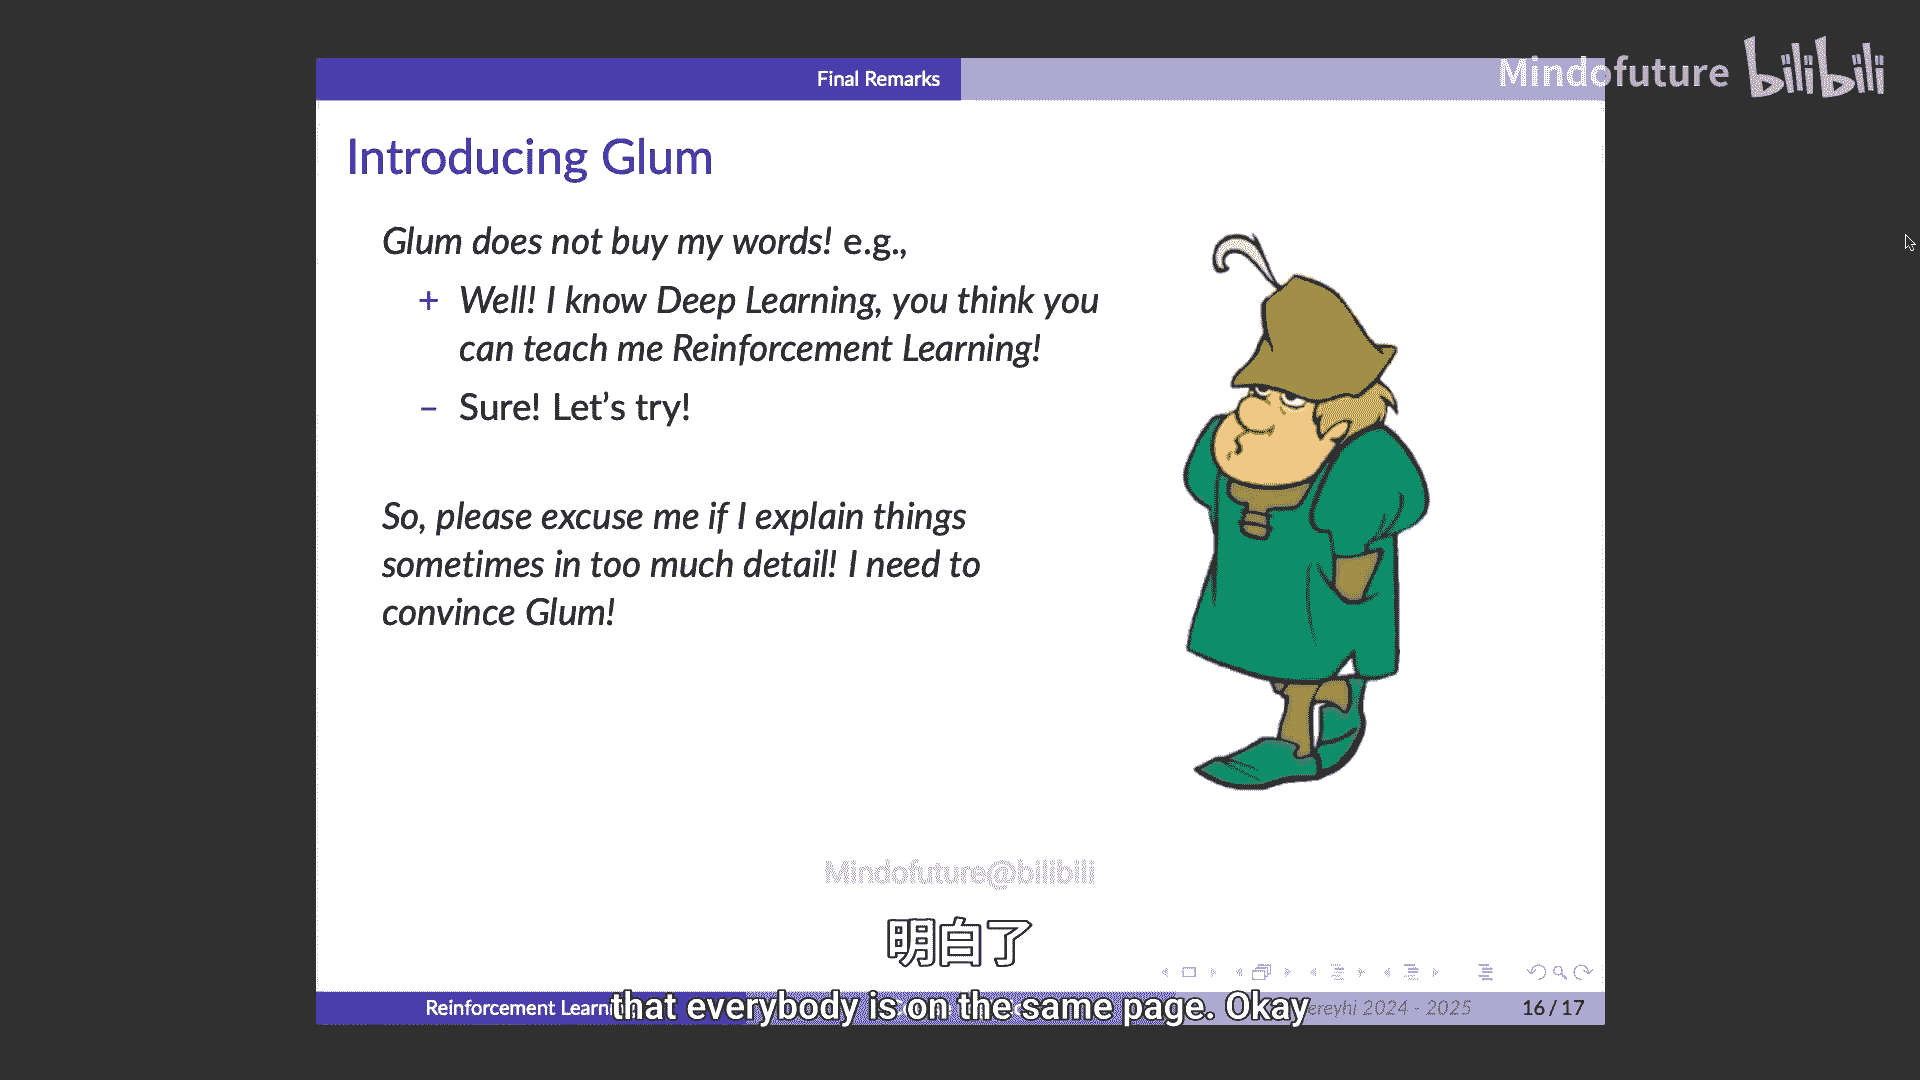 Final Remarks
Mindofuture bilibili
Introducing Glum
Glum does not buy my words! e.g.,
+ Well! I know Deep Learning, you think you
can teach me Reinforcement Learning!
– Sure! Let's try!
So, please excuse me if I explain things
sometimes in too much detail! I need to
convince Glum!
Mindofuture@bilibili
明白了
that everybody is on the same page. Okay
Reinforcement
2024 - 2025
16 / 17